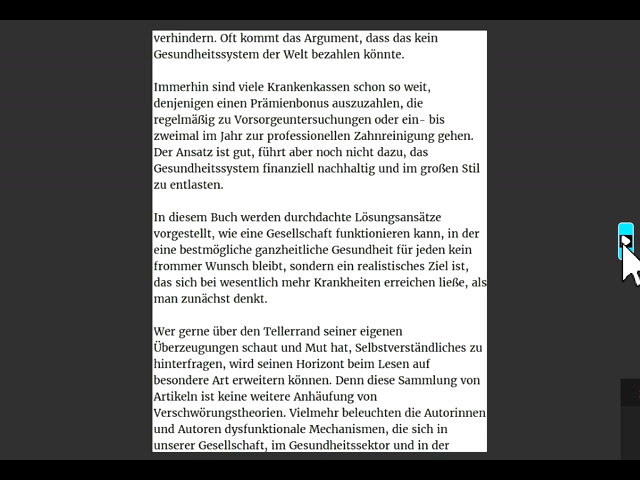 verhindern. Oft kommt das Argument, dass das kein
Gesundheitssystem der Welt bezahlen könnte.
Immerhin sind viele Krankenkassen schon so weit,
denjenigen einen Prämienbonus auszuzahlen, die
regelmäßig zu Vorsorgeuntersuchungen oder ein- bis
zweimal im Jahr zur professionellen Zahnreinigung gehen.
Der Ansatz ist gut, führt aber noch nicht dazu, das
Gesundheitssystem finanziell nachhaltig und im großen Stil
zu entlasten.
In diesem Buch werden durchdachte Lösungsansätze
vorgestellt, wie eine Gesellschaft funktionieren kann, in der
eine bestmögliche ganzheitliche Gesundheit für jeden kein
frommer Wunsch bleibt, sondern ein realistisches Ziel ist,
das sich bei wesentlich mehr Krankheiten erreichen ließe, als
man zunächst denkt.
Wer gerne über den Tellerrand seiner eigenen
Überzeugungen schaut und Mut hat, Selbstverständliches zu
hinterfragen, wird seinen Horizont beim Lesen auf
besondere Art erweitern können. Denn diese Sammlung von
Artikeln ist keine weitere Anhäufung von
Verschwörungstheorien. Vielmehr beleuchten die Autorinnen
und Autoren dysfunktionale Mechanismen, die sich in
unserer Gesellschaft, im Gesundheitssektor und in der